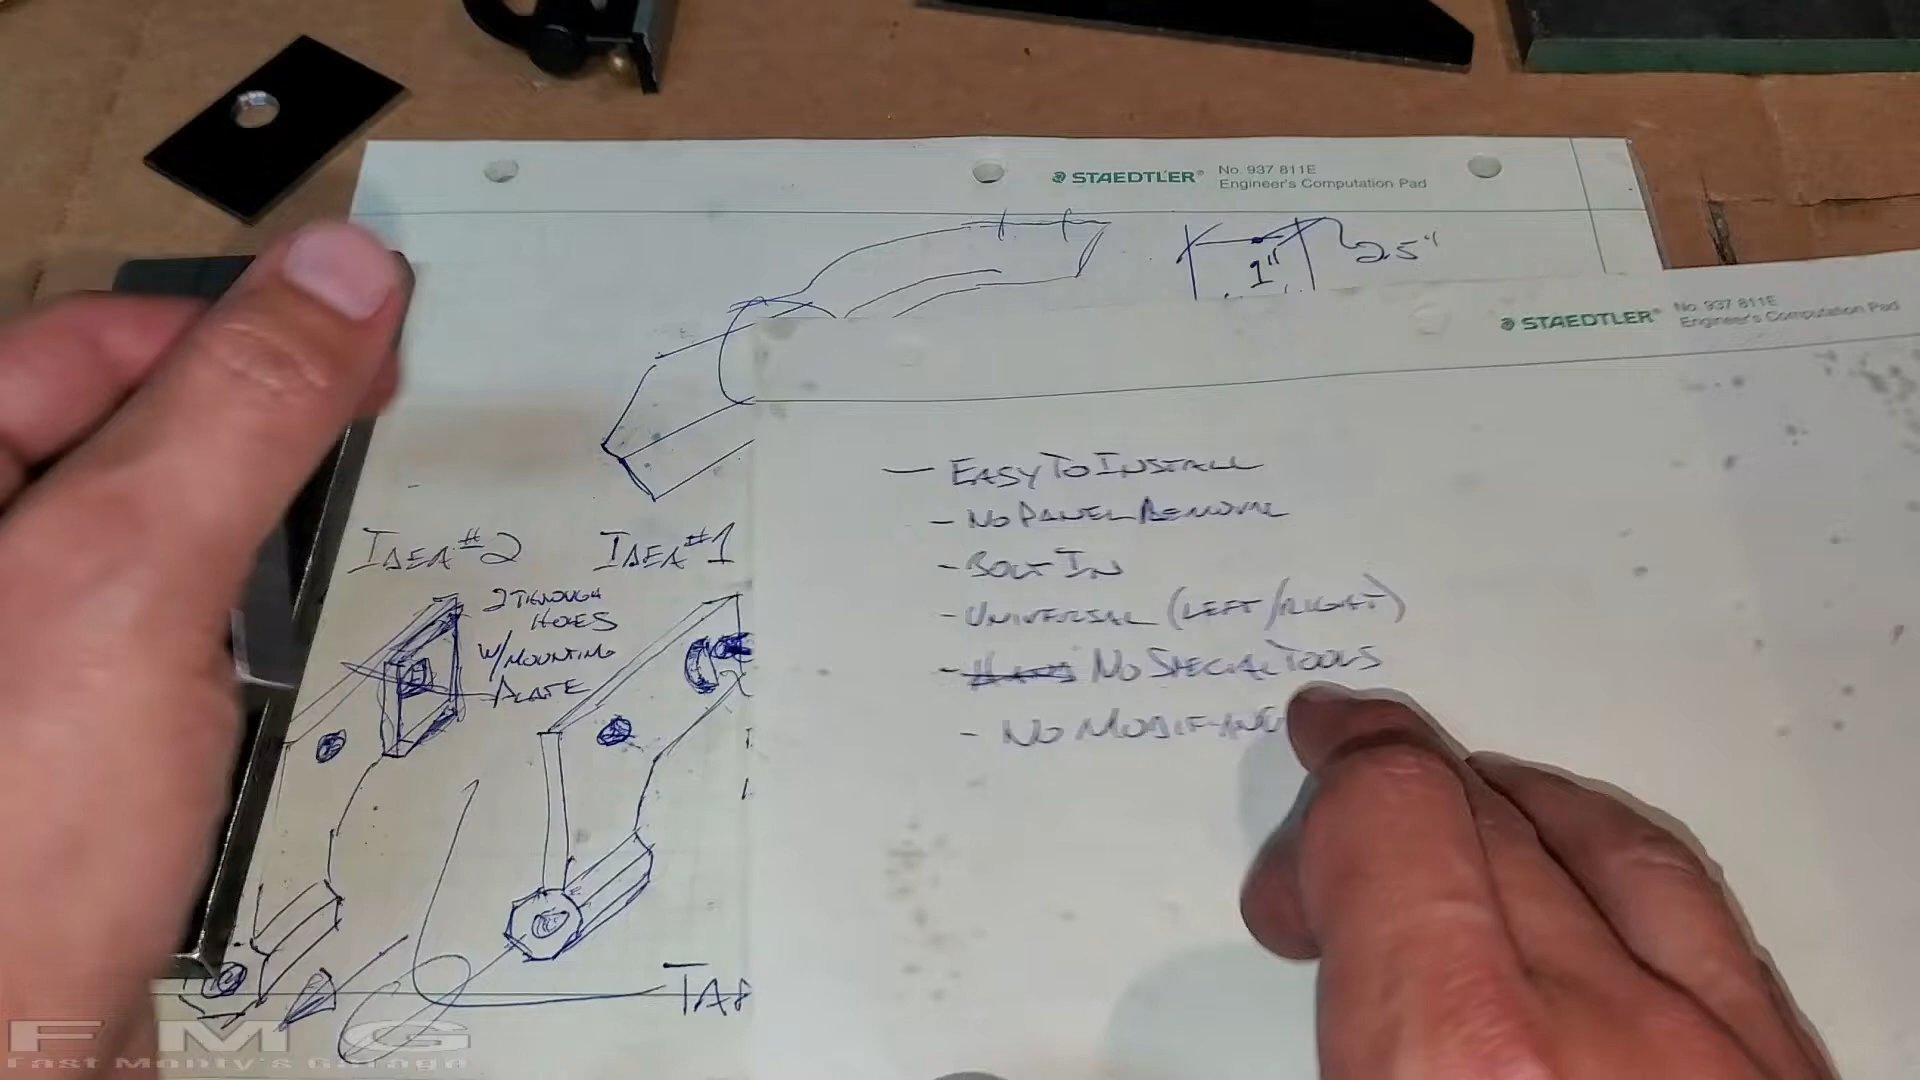 STAEDTLER® No. 937 811E
Engineer's Computation Pad
1"
2.5"
STAEDTLER® No. 937 811E
Engineer's Computation Pad
— EASY TO INSTALL
- NO PANEL REMOVAL
- BOLT IN
- UNIVERSAL (LEFT/RIGHT)
- NO SPECIAL TOOLS
- NO
IDEA #2
IDEA #1
2 THROUGH
HOES
W/MOUNTING
PLATE
FMG
Fast Monty's Garage